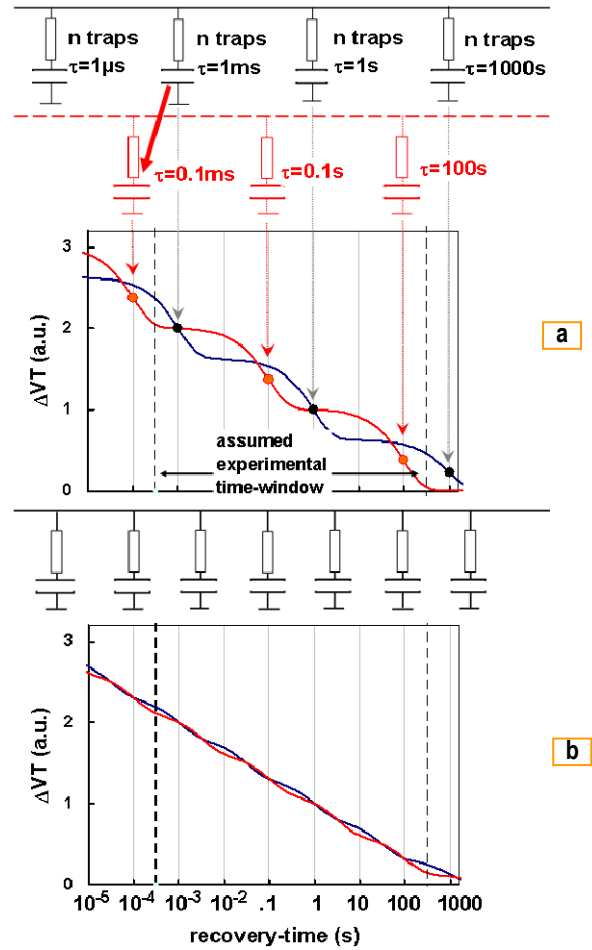 n traps n traps n traps n traps
τ=1µs τ=1ms τ=1s τ=1000s
τ=0.1ms τ=0.1s τ=100s
3
2
1
0
ΔVT (a.u.)
assumed
experimental
time-window
a
3
2
1
0
ΔVT (a.u.)
b
10⁻⁵ 10⁻⁴ 10⁻³ 10⁻² .1 1 10 100 1000
recovery-time (s)